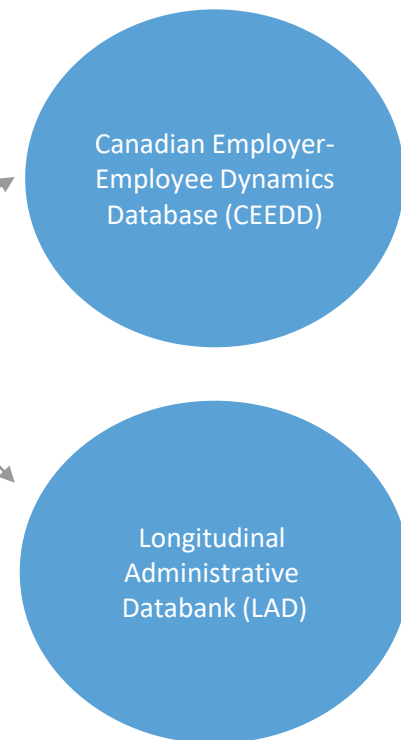 Canadian Employer-
Employee Dynamics
Database (CEEDD)
Longitudinal
Administrative
Databank (LAD)